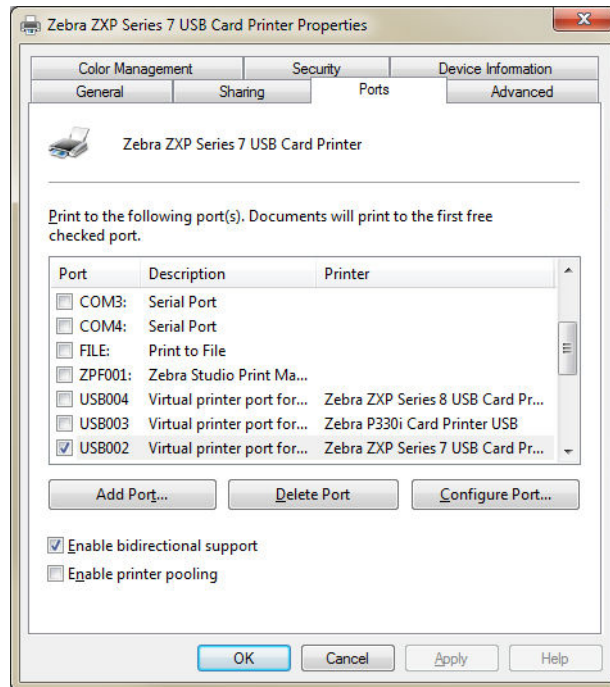 Zebra ZXP Series 7 USB Card Printer Properties
Color Management Security Device Information
General Sharing Ports Advanced
Zebra ZXP Series 7 USB Card Printer
Print to the following port(s). Documents will print to the first free
checked port.
Port Description Printer
COM3: Serial Port
COM4: Serial Port
FILE: Print to File
ZPF001: Zebra Studio Print Ma...
USB004 Virtual printer port for... Zebra ZXP Series 8 USB Card Pr...
USB003 Virtual printer port for... Zebra P330i Card Printer USB
USB002 Virtual printer port for... Zebra ZXP Series 7 USB Card Pr...
Add Port... Delete Port Configure Port...
Enable bidirectional support
Enable printer pooling
OK Cancel Apply Help